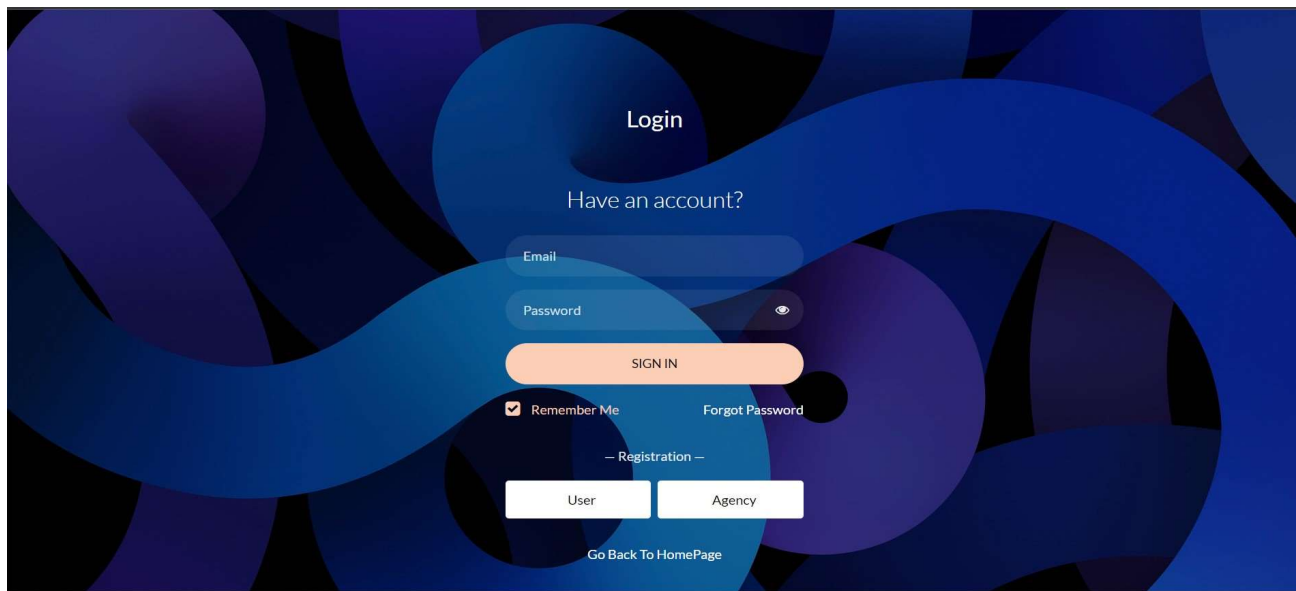 Login
Have an account?
Email
Password
SIGN IN
Remember Me Forgot Password
— Registration —
User Agency
Go Back To HomePage